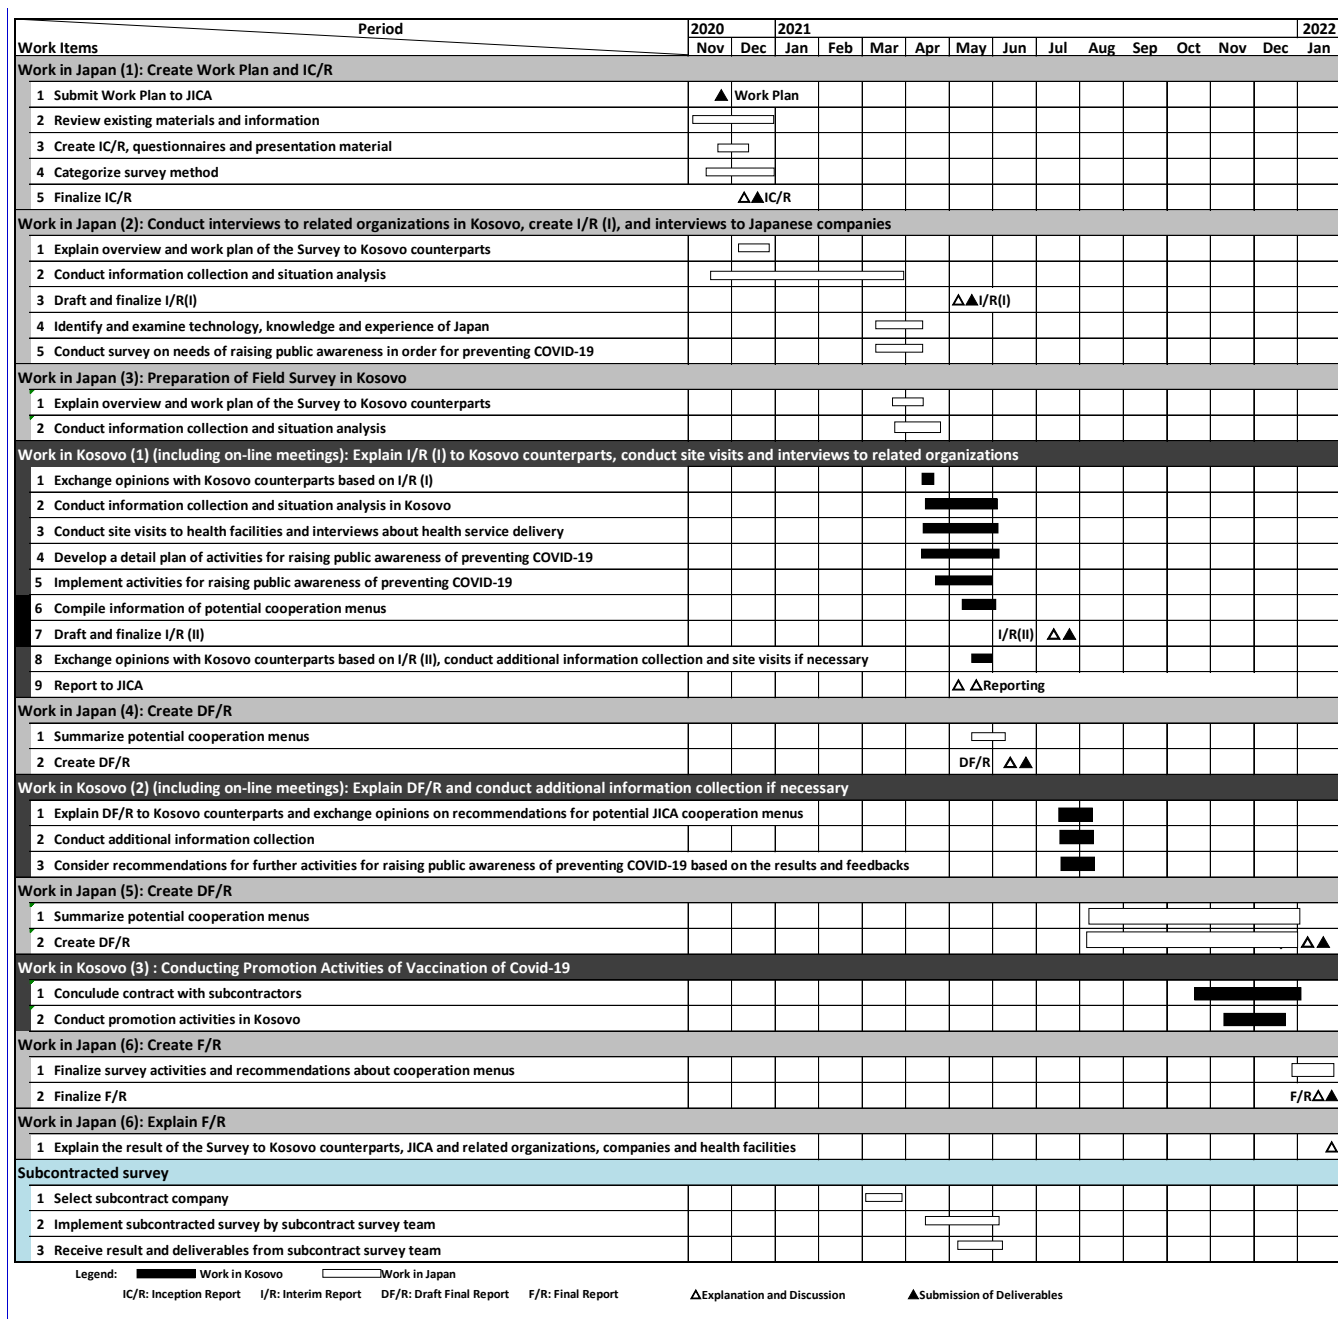 Period
2020 2021 2022
Work Items
Nov Dec Jan Feb Mar Apr May Jun Jul Aug Sep Oct Nov Dec Jan
Work in Japan (1): Create Work Plan and IC/R
1 Submit Work Plan to JICA ▲ Work Plan
2 Review existing materials and information
3 Create IC/R, questionnaires and presentation material
4 Categorize survey method
5 Finalize IC/R △▲IC/R
Work in Japan (2): Conduct interviews to related organizations in Kosovo, create I/R (I), and interviews to Japanese companies
1 Explain overview and work plan of the Survey to Kosovo counterparts
2 Conduct information collection and situation analysis
3 Draft and finalize I/R(I) △▲I/R(I)
4 Identify and examine technology, knowledge and experience of Japan
5 Conduct survey on needs of raising public awareness in order for preventing COVID-19
Work in Japan (3): Preparation of Field Survey in Kosovo
1 Explain overview and work plan of the Survey to Kosovo counterparts
2 Conduct information collection and situation analysis
Work in Kosovo (1) (including on-line meetings): Explain I/R (I) to Kosovo counterparts, conduct site visits and interviews to related organizations
1 Exchange opinions with Kosovo counterparts based on I/R (I)
2 Conduct information collection and situation analysis in Kosovo
3 Conduct site visits to health facilities and interviews about health service delivery
4 Develop a detail plan of activities for raising public awareness of preventing COVID-19
5 Implement activities for raising public awareness of preventing COVID-19
6 Compile information of potential cooperation menus
7 Draft and finalize I/R (II) I/R(II) △▲
8 Exchange opinions with Kosovo counterparts based on I/R (II), conduct additional information collection and site visits if necessary
9 Report to JICA △ △Reporting
Work in Japan (4): Create DF/R
1 Summarize potential cooperation menus
2 Create DF/R DF/R △▲
Work in Kosovo (2) (including on-line meetings): Explain DF/R and conduct additional information collection if necessary
1 Explain DF/R to Kosovo counterparts and exchange opinions on recommendations for potential JICA cooperation menus
2 Conduct additional information collection
3 Consider recommendations for further activities for raising public awareness of preventing COVID-19 based on the results and feedbacks
Work in Japan (5): Create DF/R
1 Summarize potential cooperation menus
2 Create DF/R △▲
Work in Kosovo (3) : Conducting Promotion Activities of Vaccination of Covid-19
1 Conculude contract with subcontractors
2 Conduct promotion activities in Kosovo
Work in Japan (6): Create F/R
1 Finalize survey activities and recommendations about cooperation menus
2 Finalize F/R F/R△▲
Work in Japan (6): Explain F/R
1 Explain the result of the Survey to Kosovo counterparts, JICA and related organizations, companies and health facilities △
Subcontracted survey
1 Select subcontract company
2 Implement subcontracted survey by subcontract survey team
3 Receive result and deliverables from subcontract survey team
Legend: Work in Kosovo Work in Japan
IC/R: Inception Report I/R: Interim Report DF/R: Draft Final Report F/R: Final Report △Explanation and Discussion ▲Submission of Deliverables